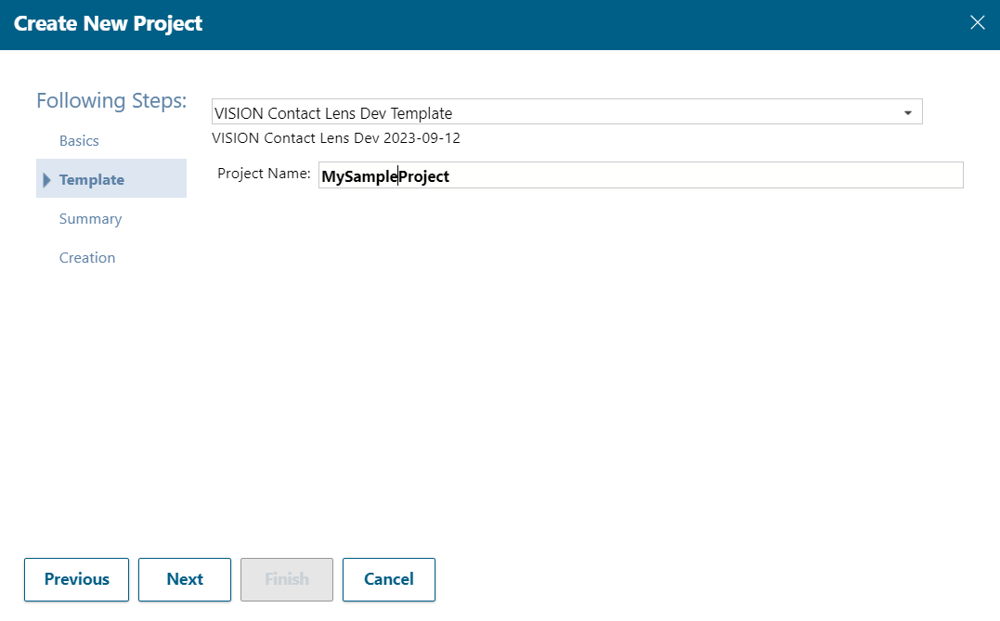 Create New Project
Following Steps:
Basics
Template
Summary
Creation
VISION Contact Lens Dev Template
VISION Contact Lens Dev 2023-09-12
Project Name: MySampleProject
Previous Next Finish Cancel